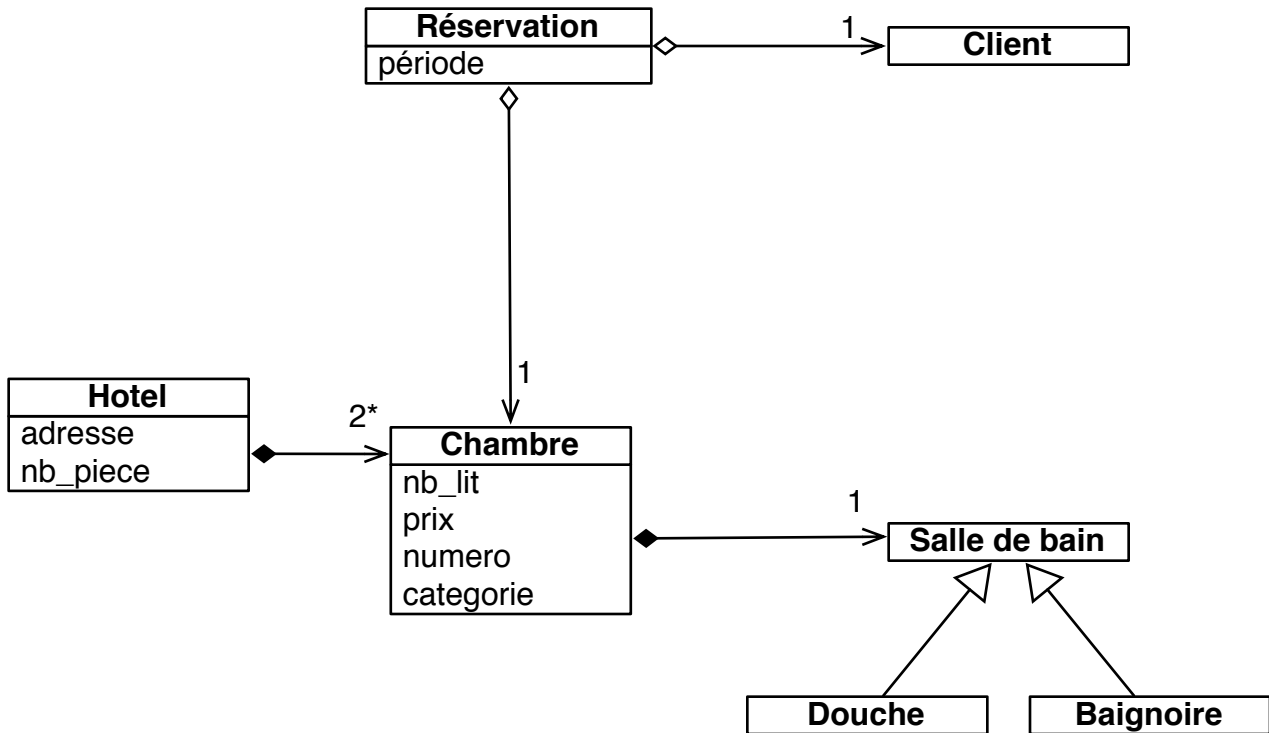 Réservation
période
1
Client
1
Hotel
adresse
nb_piece
2*
Chambre
nb_lit
prix
numero
categorie
1
Salle de bain
Douche
Baignoire